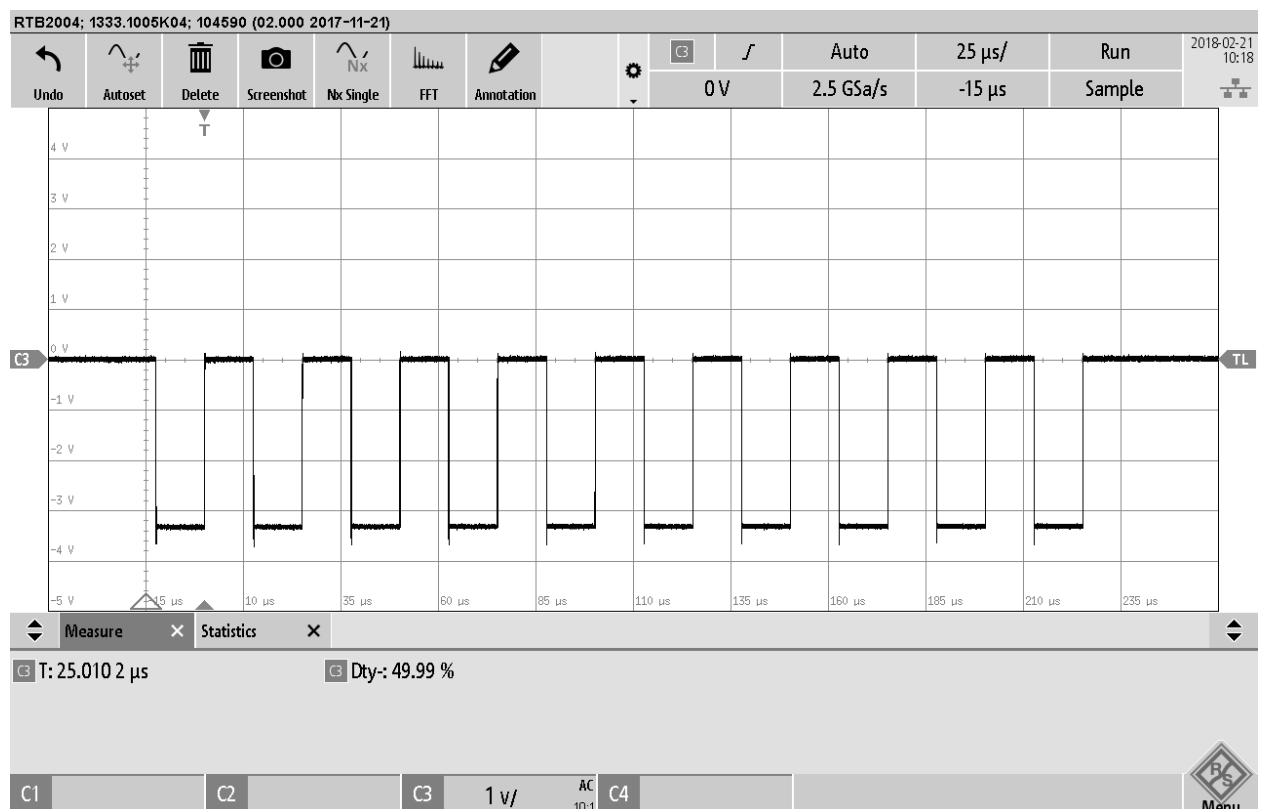 RTB2004; 1333.1005K04; 104590 (02.000 2017-11-21)
Undo Autoset Delete Screenshot Nx Single FFT Annotation
Nx
C3 Auto 25 µs/ Run
0 V 2.5 GSa/s -15 µs Sample
2018-02-21
10:18
T
4 V
3 V
2 V
1 V
0 V
C3
TL
-1 V
-2 V
-3 V
-4 V
-5 V
-15 µs 10 µs 35 µs 60 µs 85 µs 110 µs 135 µs 160 µs 185 µs 210 µs 235 µs
Measure Statistics
C3 T: 25.010 2 µs C3 Dty-: 49.99 %
C1 C2 C3 1 V/ AC 10:1 C4
R&S
Menu